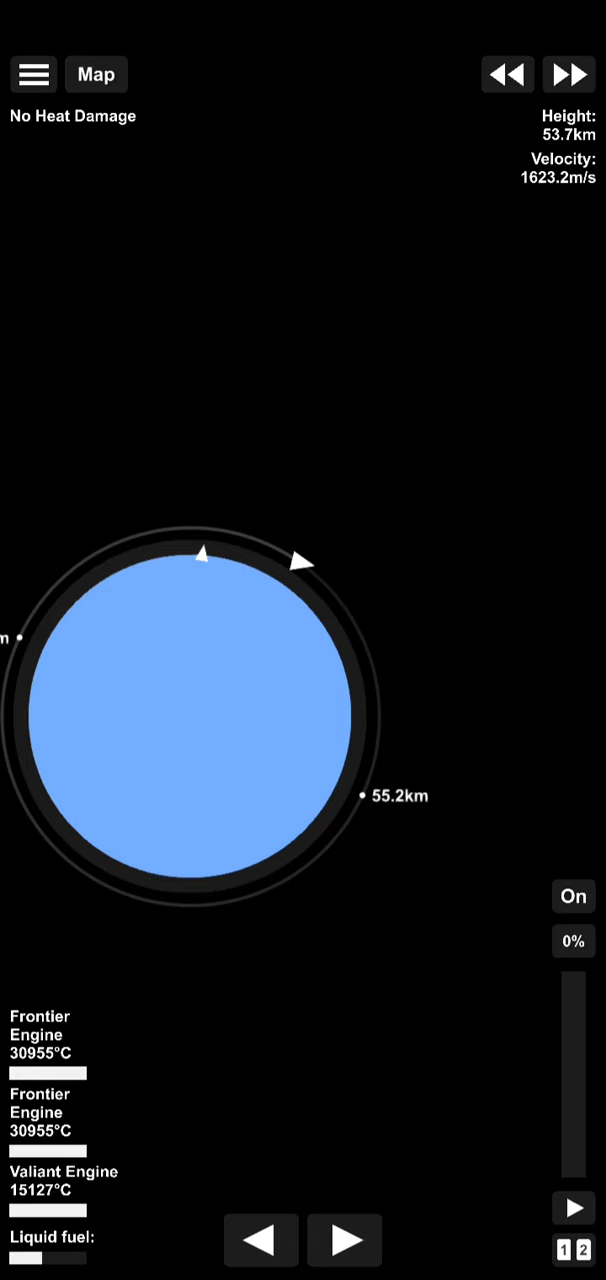 Map
No Heat Damage
Height:
53.7km
Velocity:
1623.2m/s
m
55.2km
On
0%
Frontier
Engine
30955°C
Frontier
Engine
30955°C
Valiant Engine
15127°C
Liquid fuel:
1 2